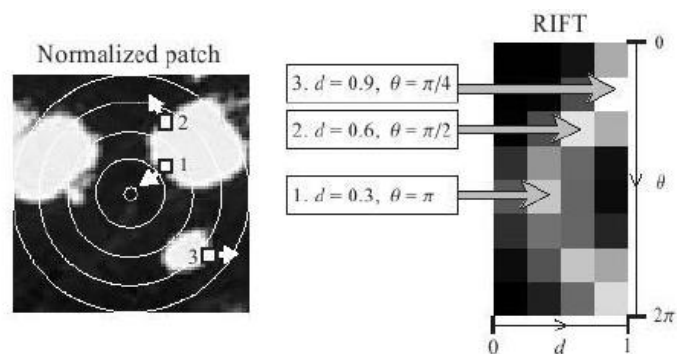 Normalized patch
2
1
3
3. d = 0.9, θ = π/4
2. d = 0.6, θ = π/2
1. d = 0.3, θ = π
RIFT
0
θ
2π
0
d
1